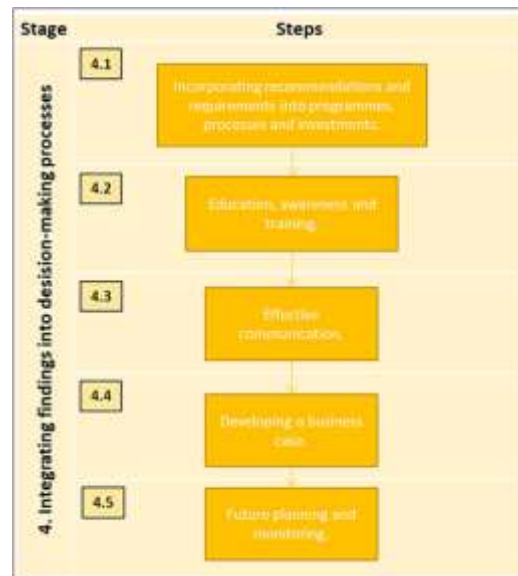 Stage
Steps
4. Integrating findings into desision-making processes
4.1
Incorporating recommendations and
requirements into programmes,
processes and investments.
4.2
Education, awareness and
training.
4.3
Effective
communication.
4.4
Developing a business
case.
4.5
Future planning and
monitoring.